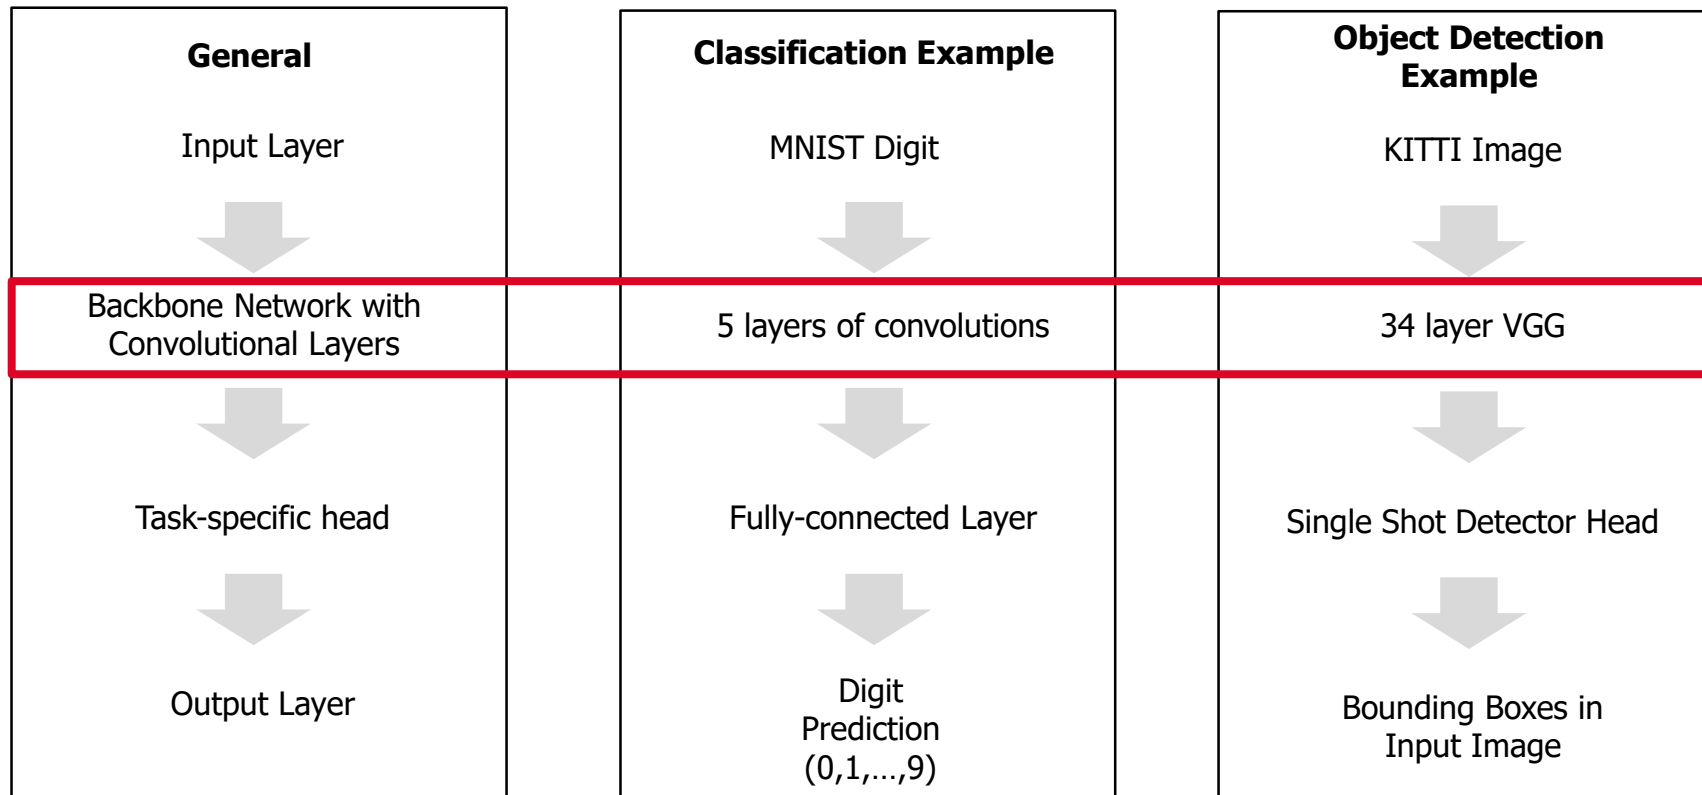 General
Input Layer
Backbone Network with
Convolutional Layers
Task-specific head
Output Layer
Classification Example
MNIST Digit
5 layers of convolutions
Fully-connected Layer
Digit
Prediction
(0,1,...,9)
Object Detection
Example
KITTI Image
34 layer VGG
Single Shot Detector Head
Bounding Boxes in
Input Image